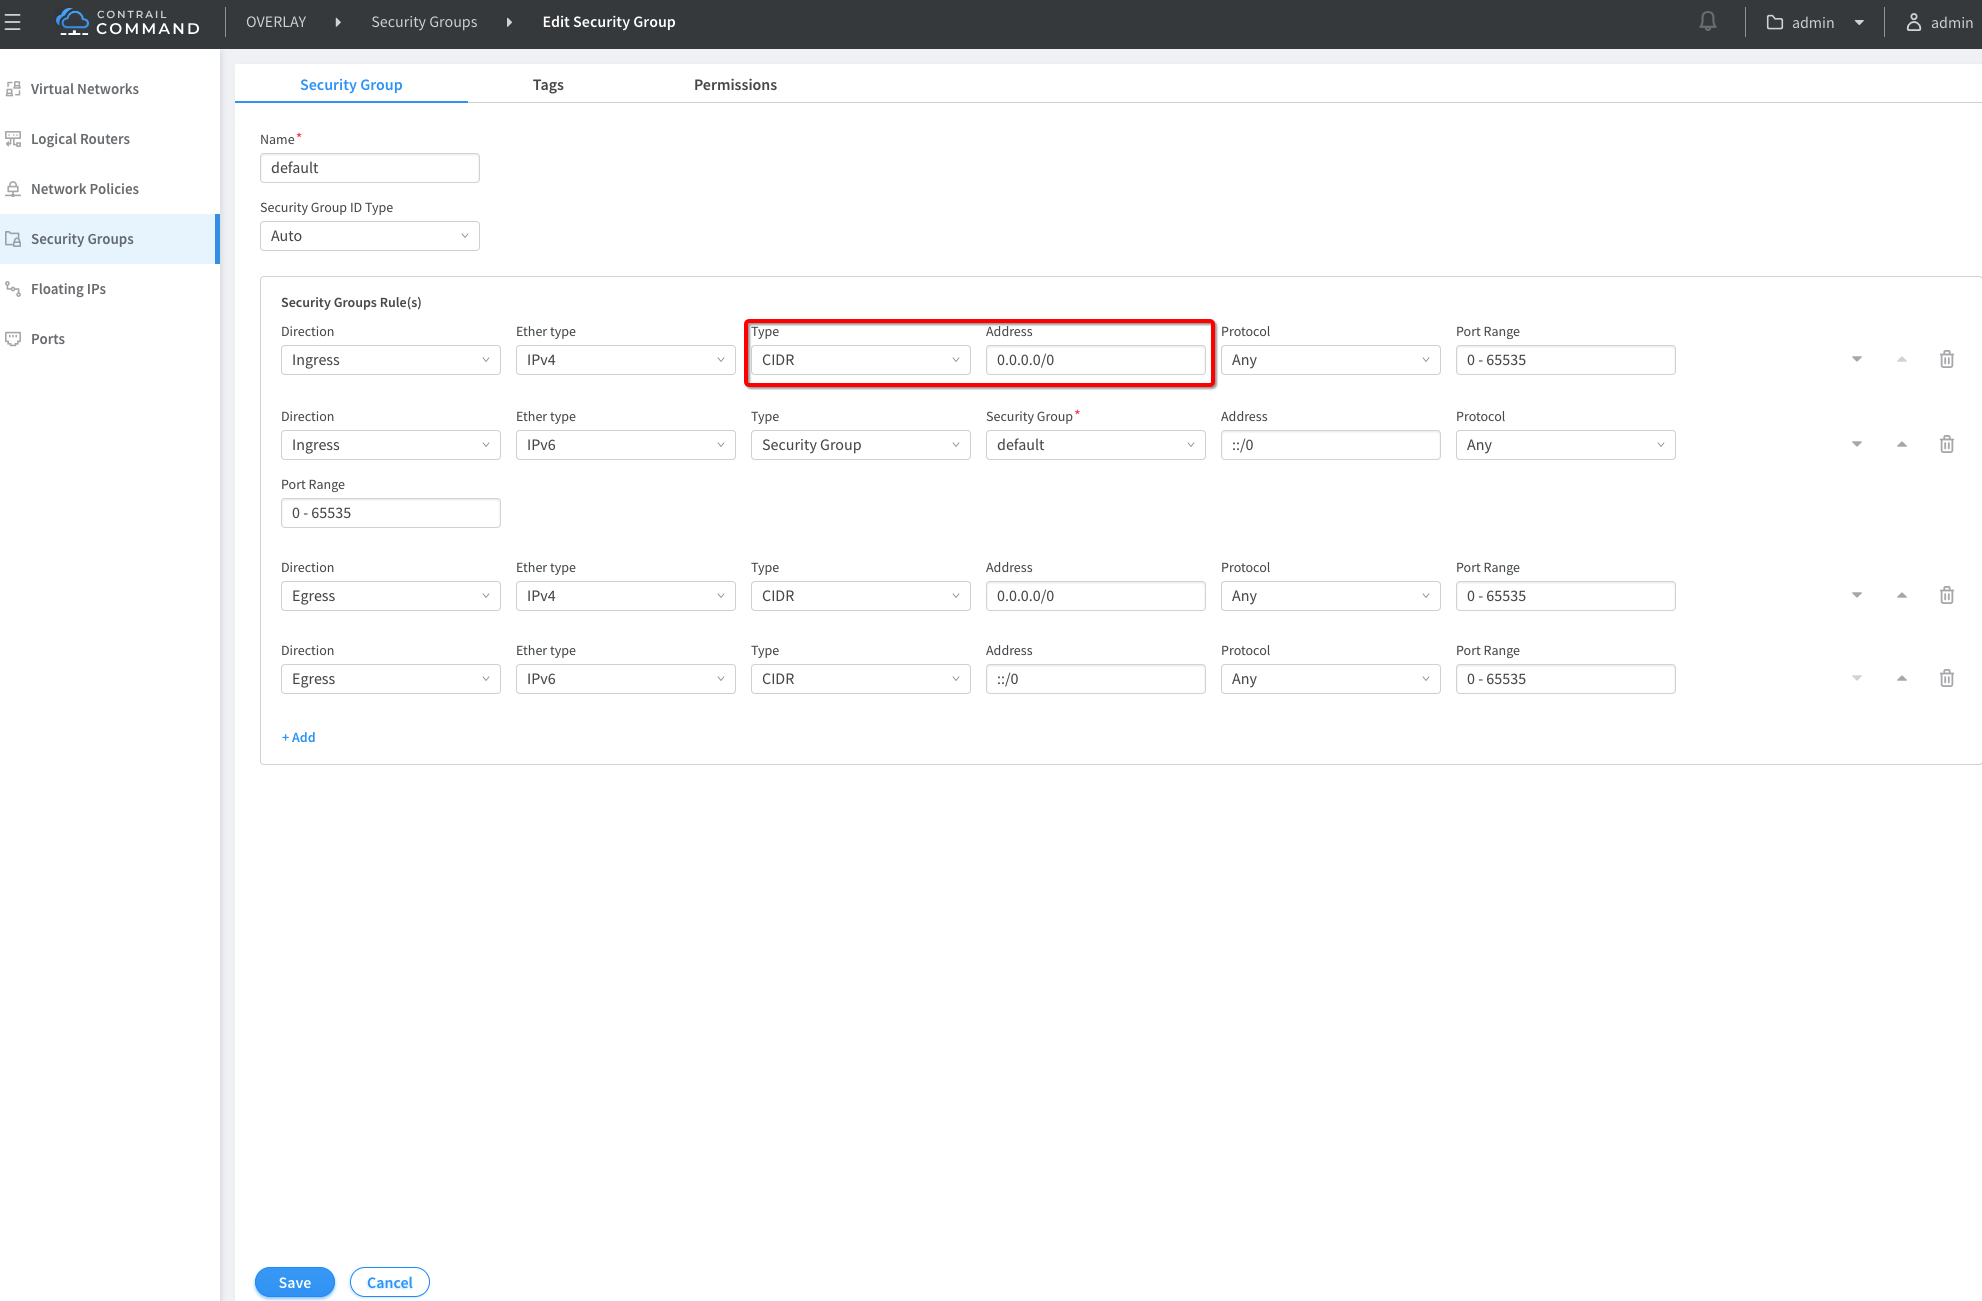 CONTRAIL
COMMAND
OVERLAY Security Groups Edit Security Group admin admin
Virtual Networks
Logical Routers
Network Policies
Security Groups
Floating IPs
Ports
Security Group Tags Permissions
Name*
default
Security Group ID Type
Auto
Security Groups Rule(s)
Direction Ether type Type Address Protocol Port Range
Ingress IPv4 CIDR 0.0.0.0/0 Any 0 - 65535
Direction Ether type Type Security Group* Address Protocol
Ingress IPv6 Security Group default ::/0 Any
Port Range
0 - 65535
Direction Ether type Type Address Protocol Port Range
Egress IPv4 CIDR 0.0.0.0/0 Any 0 - 65535
Direction Ether type Type Address Protocol Port Range
Egress IPv6 CIDR ::/0 Any 0 - 65535
+ Add
Save Cancel